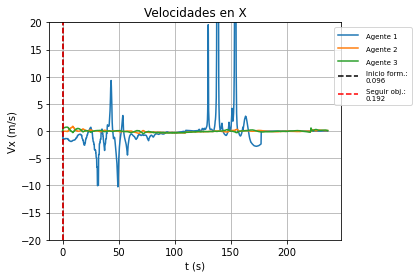 Velocidades en X
20
15
10
5
0
−5
−10
−15
−20
Vx (m/s)
0
50
100
150
200
t (s)
Agente 1
Agente 2
Agente 3
Inicio form.:
0.096
Seguir obj.:
0.192